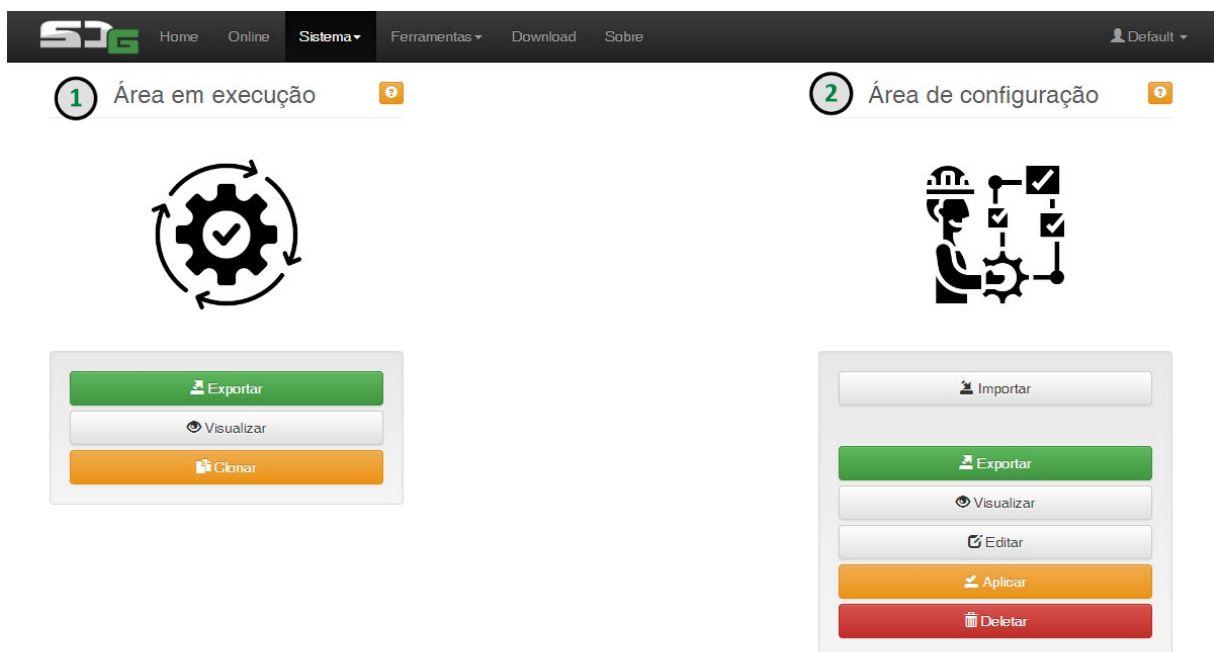 SDG Home Online Sistema Ferramentas Download Sobre Default
1 Área em execução
2 Área de configuração
Exportar
Visualizar
Clonar
Importar
Exportar
Visualizar
Editar
Aplicar
Deletar